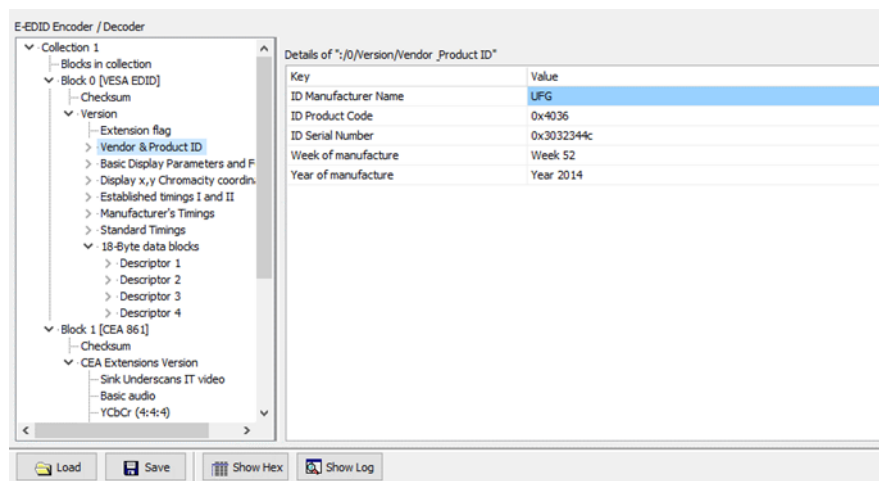 E-EDID Encoder / Decoder
Collection 1
Blocks in collection
Block 0 [VESA EDID]
Checksum
Version
Extension flag
Vendor & Product ID
Basic Display Parameters and F
Display x,y Chromacity coordina
Established timings I and II
Manufacturer's Timings
Standard Timings
18-Byte data blocks
Descriptor 1
Descriptor 2
Descriptor 3
Descriptor 4
Block 1 [CEA 861]
Checksum
CEA Extensions Version
Sink Underscans IT video
Basic audio
YCbCr (4:4:4)
Details of ":/0/Version/Vendor _Product ID"
Key Value
ID Manufacturer Name UFG
ID Product Code 0x4036
ID Serial Number 0x3032344c
Week of manufacture Week 52
Year of manufacture Year 2014
Load Save Show Hex Show Log